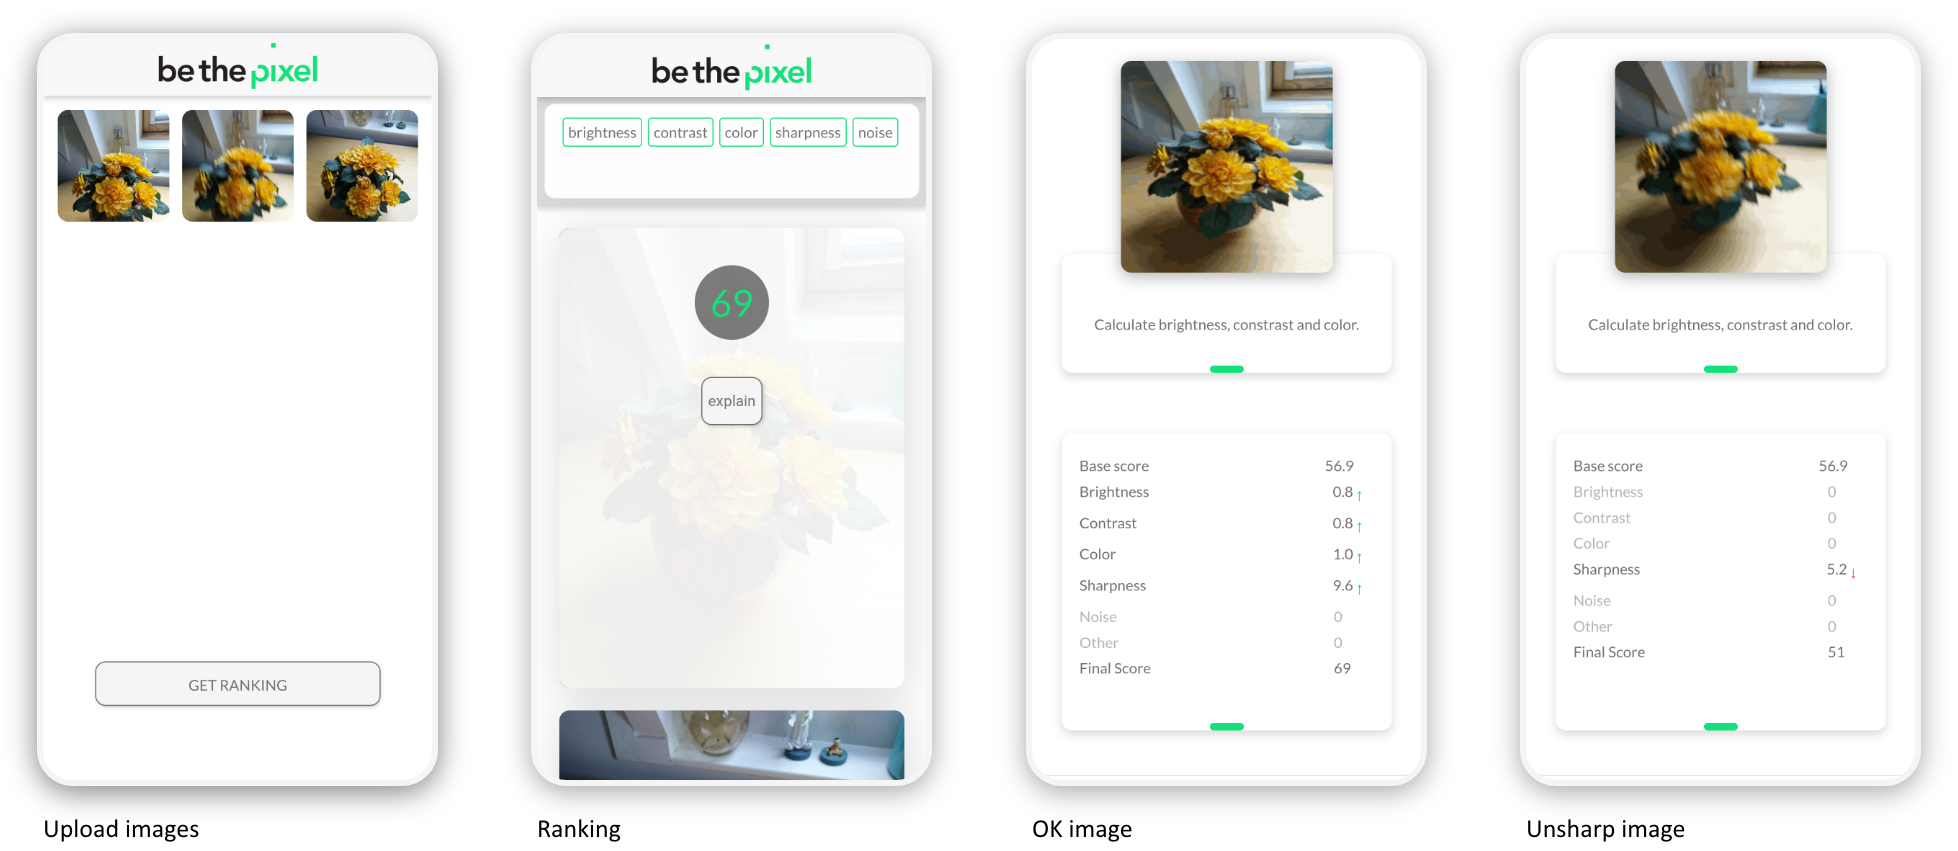 be the pixel
GET RANKING
Upload images
be the pixel
brightness contrast color sharpness noise
69
explain
Ranking
Calculate brightness, constrast and color.
Base score 56.9
Brightness 0.8 ↑
Contrast 0.8 ↑
Color 1.0 ↑
Sharpness 9.6 ↑
Noise 0
Other 0
Final Score 69
OK image
Calculate brightness, constrast and color.
Base score 56.9
Brightness 0
Contrast 0
Color 0
Sharpness 5.2 ↓
Noise 0
Other 0
Final Score 51
Unsharp image